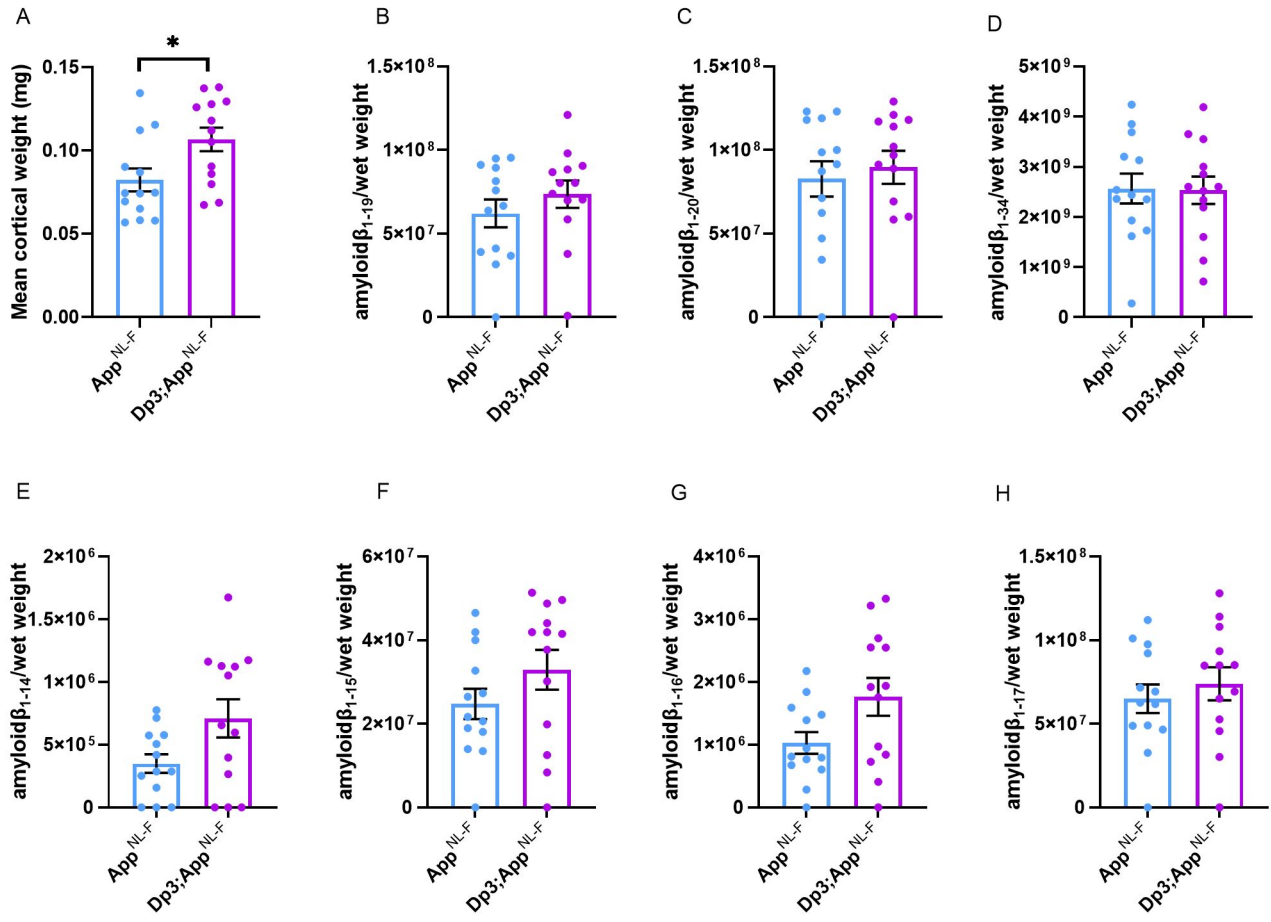 A
*
Mean cortical weight (mg)
0.15
0.10
0.05
0.00
App^NL-F
Dp3;App^NL-F
B
amyloidβ₁₋₁₉/wet weight
1.5×10⁸
1×10⁸
5×10⁷
0
App^NL-F
Dp3;App^NL-F
C
amyloidβ₁₋₂₀/wet weight
1.5×10⁸
1×10⁸
5×10⁷
0
App^NL-F
Dp3;App^NL-F
D
amyloidβ₁₋₃₄/wet weight
5×10⁹
4×10⁹
3×10⁹
2×10⁹
1×10⁹
0
App^NL-F
Dp3;App^NL-F
E
amyloidβ₁₋₁₄/wet weight
2×10⁶
1.5×10⁶
1×10⁶
5×10⁵
0
App^NL-F
Dp3;App^NL-F
F
amyloidβ₁₋₁₅/wet weight
6×10⁷
4×10⁷
2×10⁷
0
App^NL-F
Dp3;App^NL-F
G
amyloidβ₁₋₁₆/wet weight
4×10⁶
3×10⁶
2×10⁶
1×10⁶
0
App^NL-F
Dp3;App^NL-F
H
amyloidβ₁₋₁₇/wet weight
1.5×10⁸
1×10⁸
5×10⁷
0
App^NL-F
Dp3;App^NL-F